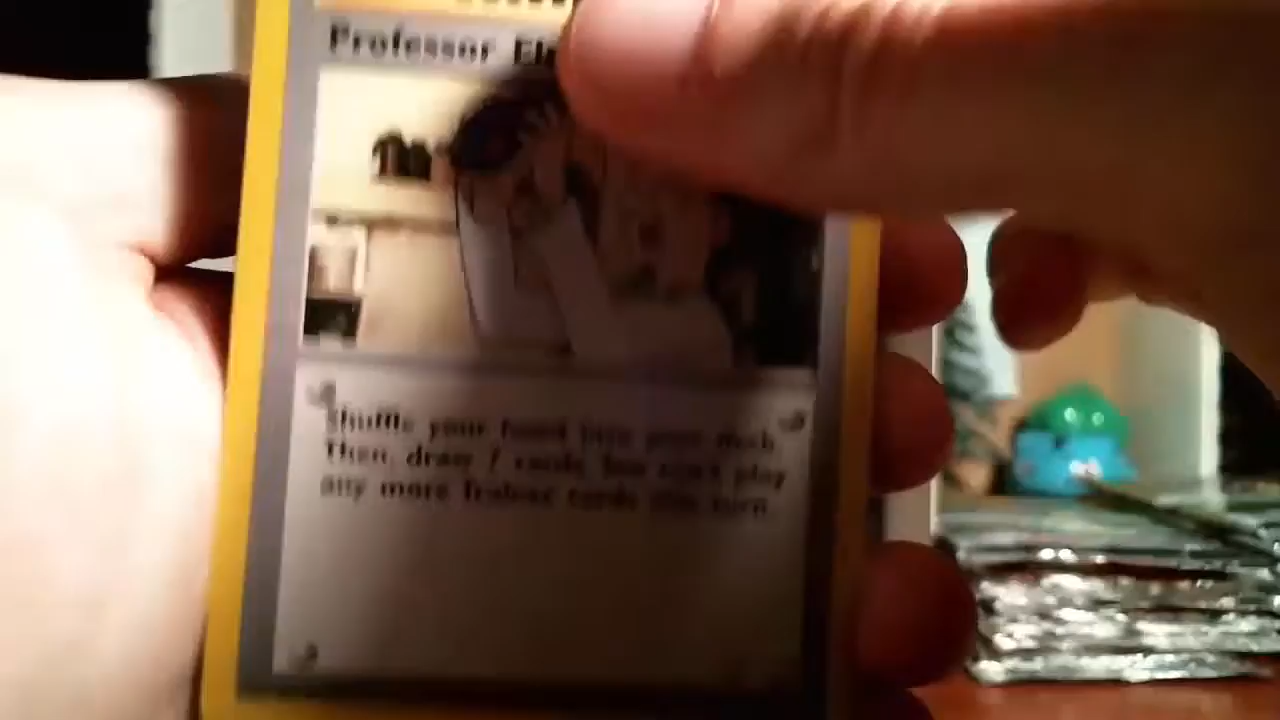 Professor El
Shuffle your hand into your deck.
Then, draw 7 cards. You can't play
any more Trainer cards this turn.